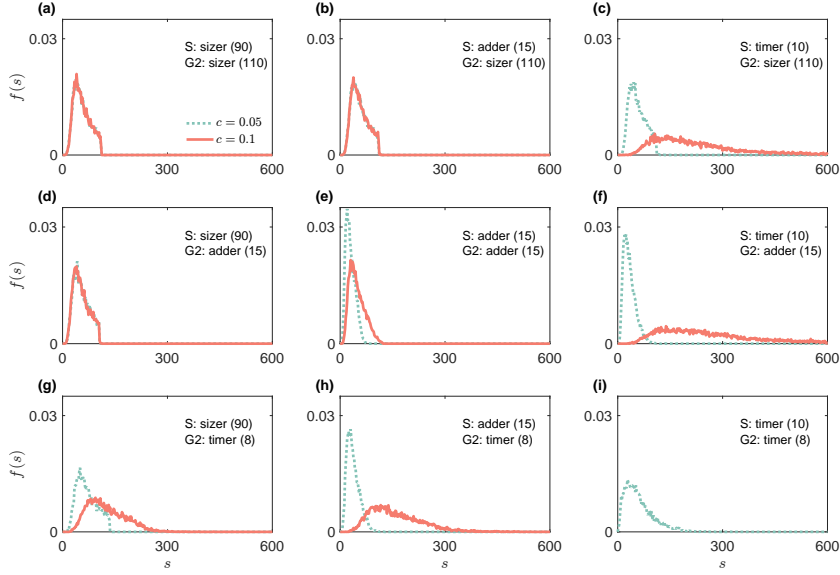 (a)
(b)
(c)
0.03
f(s)
0
S: sizer (90)
G2: sizer (110)
c = 0.05
c = 0.1
0 300 600
0.03
0
S: adder (15)
G2: sizer (110)
0 300 600
0.03
0
S: timer (10)
G2: sizer (110)
0 300 600
(d)
(e)
(f)
0.03
f(s)
0
S: sizer (90)
G2: adder (15)
0 300 600
0.03
0
S: adder (15)
G2: adder (15)
0 300 600
0.03
0
S: timer (10)
G2: adder (15)
0 300 600
(g)
(h)
(i)
0.03
f(s)
0
S: sizer (90)
G2: timer (8)
0 300 600
s
0.03
0
S: adder (15)
G2: timer (8)
0 300 600
s
0.03
0
S: timer (10)
G2: timer (8)
0 300 600
s